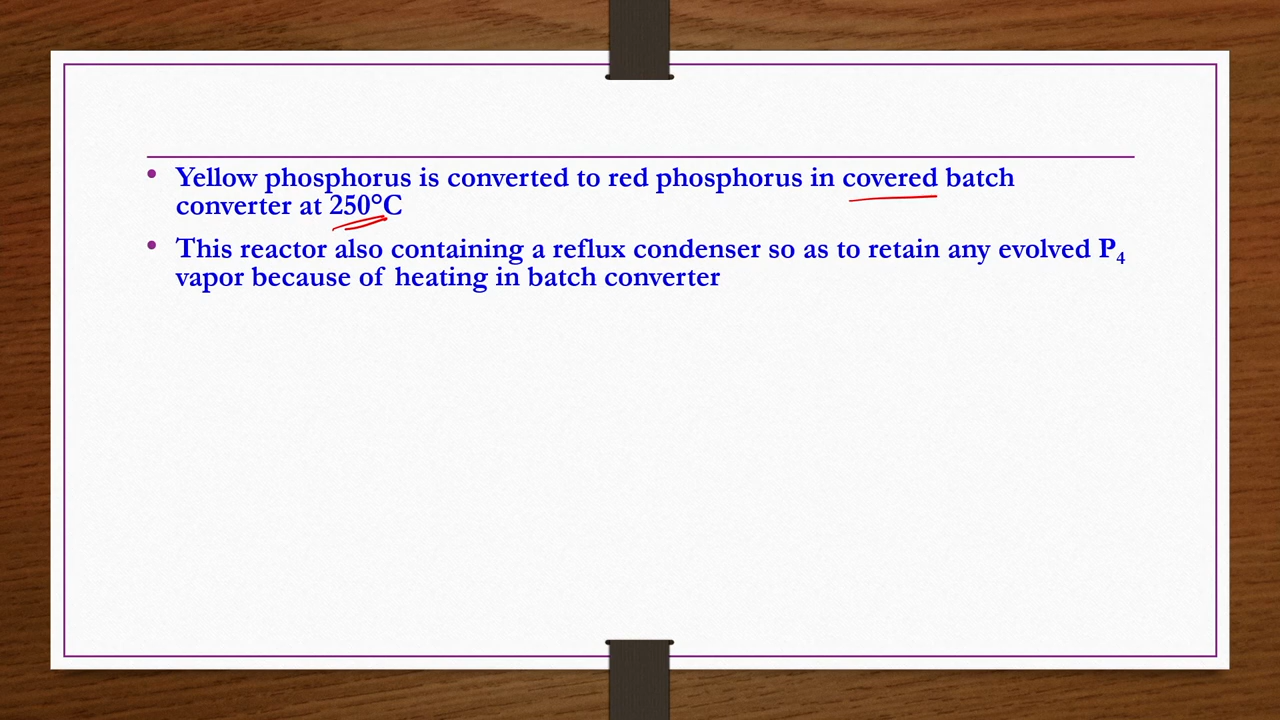 • Yellow phosphorus is converted to red phosphorus in covered batch
converter at 250°C
• This reactor also containing a reflux condenser so as to retain any evolved P₄
vapor because of heating in batch converter